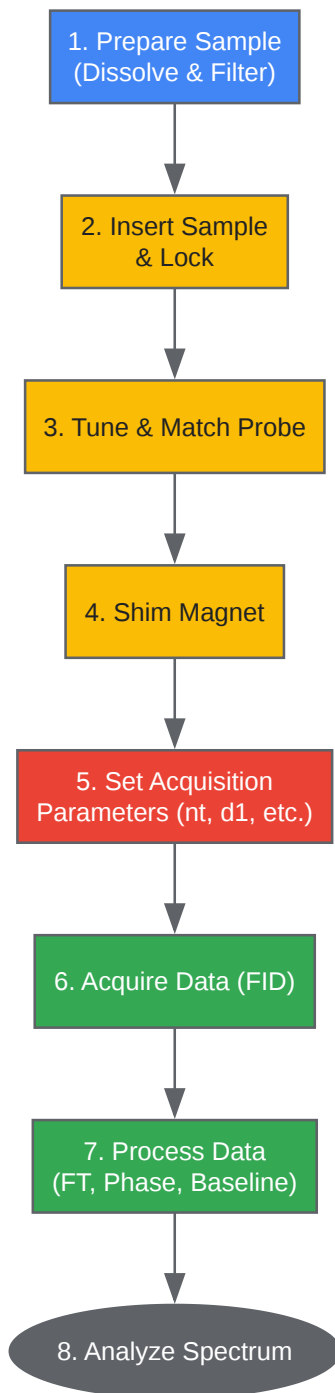 1. Prepare Sample
(Dissolve & Filter)
2. Insert Sample
& Lock
3. Tune & Match Probe
4. Shim Magnet
5. Set Acquisition
Parameters (nt, d1, etc.)
6. Acquire Data (FID)
7. Process Data
(FT, Phase, Baseline)
8. Analyze Spectrum